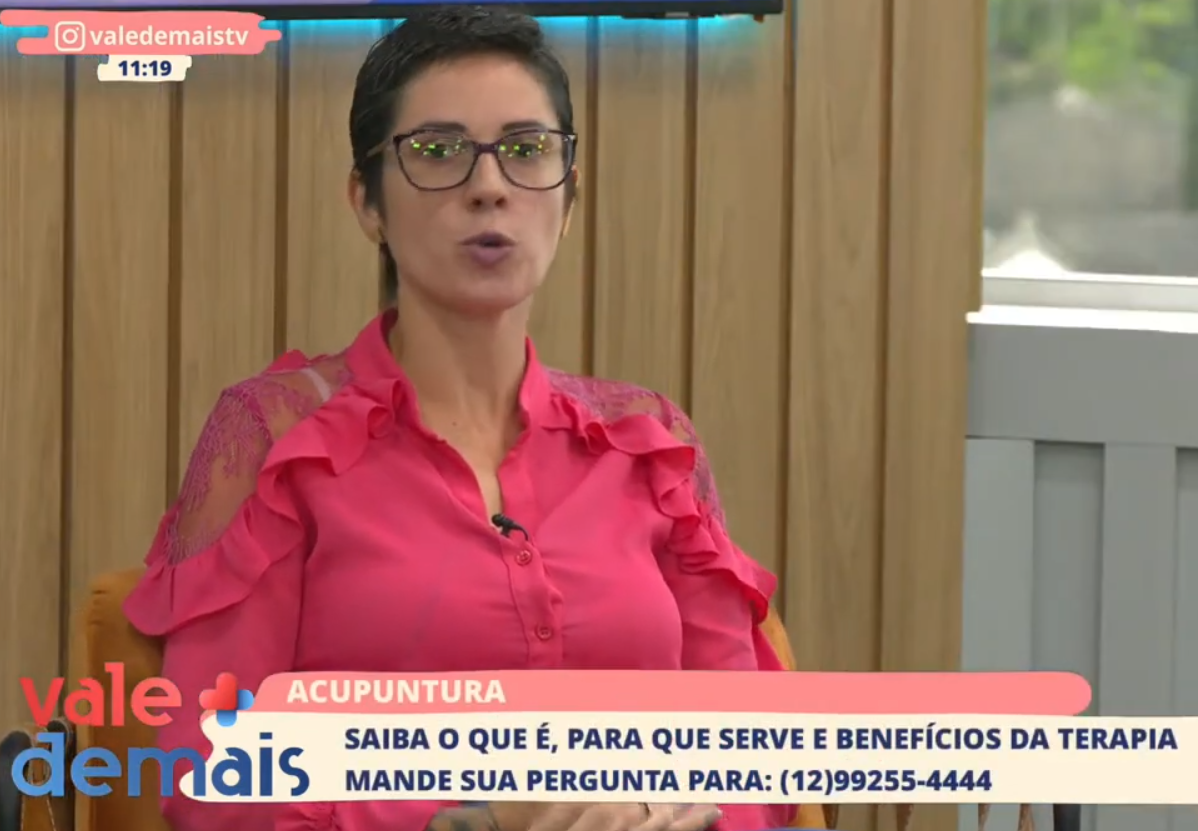 valedemaistv
11:19
vale
demais
ACUPUNTURA
SAIBA O QUE É, PARA QUE SERVE E BENEFÍCIOS DA TERAPIA
MANDE SUA PERGUNTA PARA: (12)99255-4444